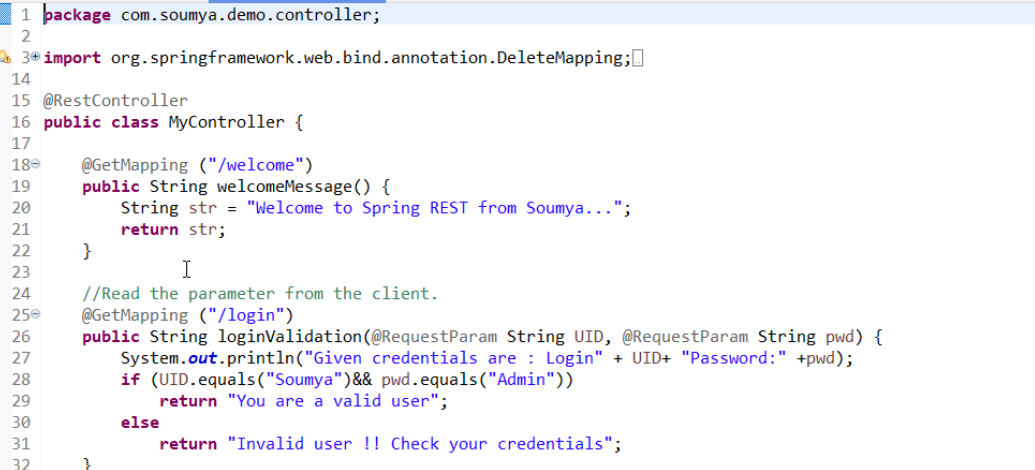 1 package com.soumya.demo.controller;
2
3 import org.springframework.web.bind.annotation.DeleteMapping;
14
15 @RestController
16 public class MyController {
17
18 @GetMapping ("/welcome")
19 public String welcomeMessage() {
20 String str = "Welcome to Spring REST from Soumya...";
21 return str;
22 }
23
24 //Read the parameter from the client.
25 @GetMapping ("/login")
26 public String loginValidation(@RequestParam String UID, @RequestParam String pwd) {
27 System.out.println("Given credentials are : Login" + UID+ "Password:" +pwd);
28 if (UID.equals("Soumya")&& pwd.equals("Admin"))
29 return "You are a valid user";
30 else
31 return "Invalid user !! Check your credentials";
32 }